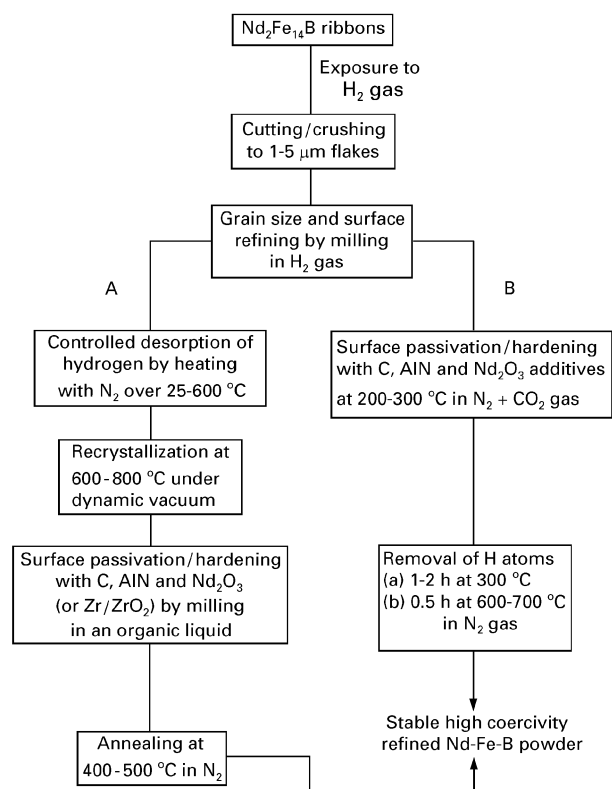 Nd₂Fe₁₄B ribbons
Exposure to
H₂ gas
Cutting/crushing
to 1-5 μm flakes
Grain size and surface
refining by milling
in H₂ gas
A
B
Controlled desorption of
hydrogen by heating
with N₂ over 25-600 °C
Recrystallization at
600-800 °C under
dynamic vacuum
Surface passivation/hardening
with C, AlN and Nd₂O₃
(or Zr/ZrO₂) by milling
in an organic liquid
Annealing at
400-500 °C in N₂
Surface passivation/hardening
with C, AlN and Nd₂O₃ additives
at 200-300 °C in N₂ + CO₂ gas
Removal of H atoms
(a) 1-2 h at 300 °C
(b) 0.5 h at 600-700 °C
in N₂ gas
Stable high coercivity
refined Nd-Fe-B powder